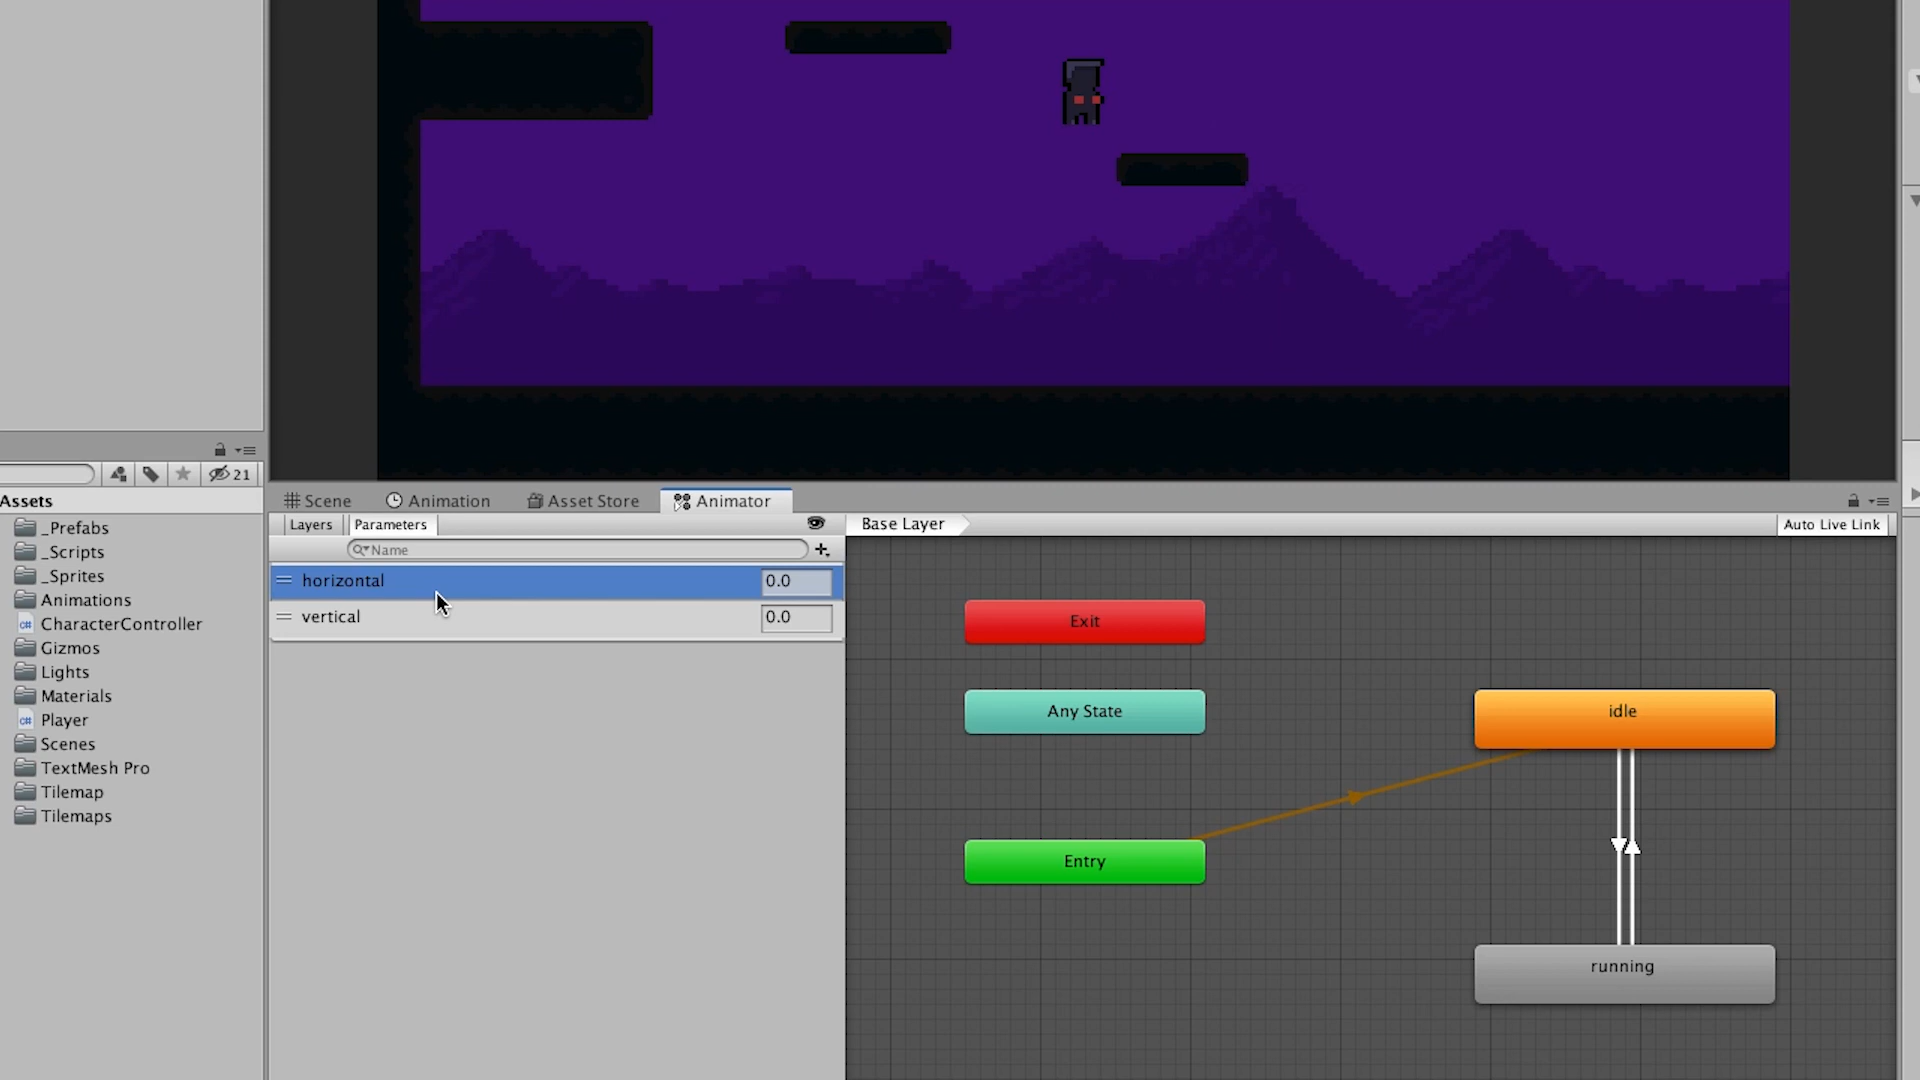 21
Assets
_Prefabs
_Scripts
_Sprites
Animations
CharacterController
Gizmos
Lights
Materials
Player
Scenes
TextMesh Pro
Tilemap
Tilemaps
Scene Animation Asset Store Animator
Layers Parameters
Base Layer
Auto Live Link
Name
horizontal 0.0
vertical 0.0
Exit
Any State
idle
Entry
running